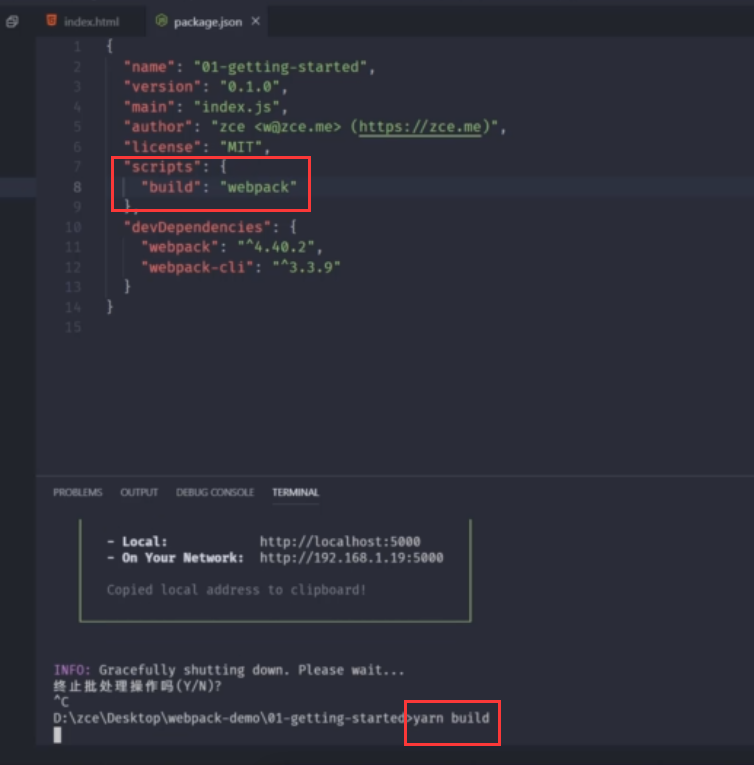 index.html package.json
1 {
2 "name": "01-getting-started",
3 "version": "0.1.0",
4 "main": "index.js",
5 "author": "zce <w@zce.me> (https://zce.me)",
6 "license": "MIT",
7 "scripts": {
8 "build": "webpack"
9 },
10 "devDependencies": {
11 "webpack": "^4.40.2",
12 "webpack-cli": "^3.3.9"
13 }
14 }
15
PROBLEMS OUTPUT DEBUG CONSOLE TERMINAL
- Local: http://localhost:5000
- On Your Network: http://192.168.1.19:5000
Copied local address to clipboard!
INFO: Gracefully shutting down. Please wait...
终止批处理操作吗(Y/N)?
^C
D:\zce\Desktop\webpack-demo\01-getting-started>yarn build